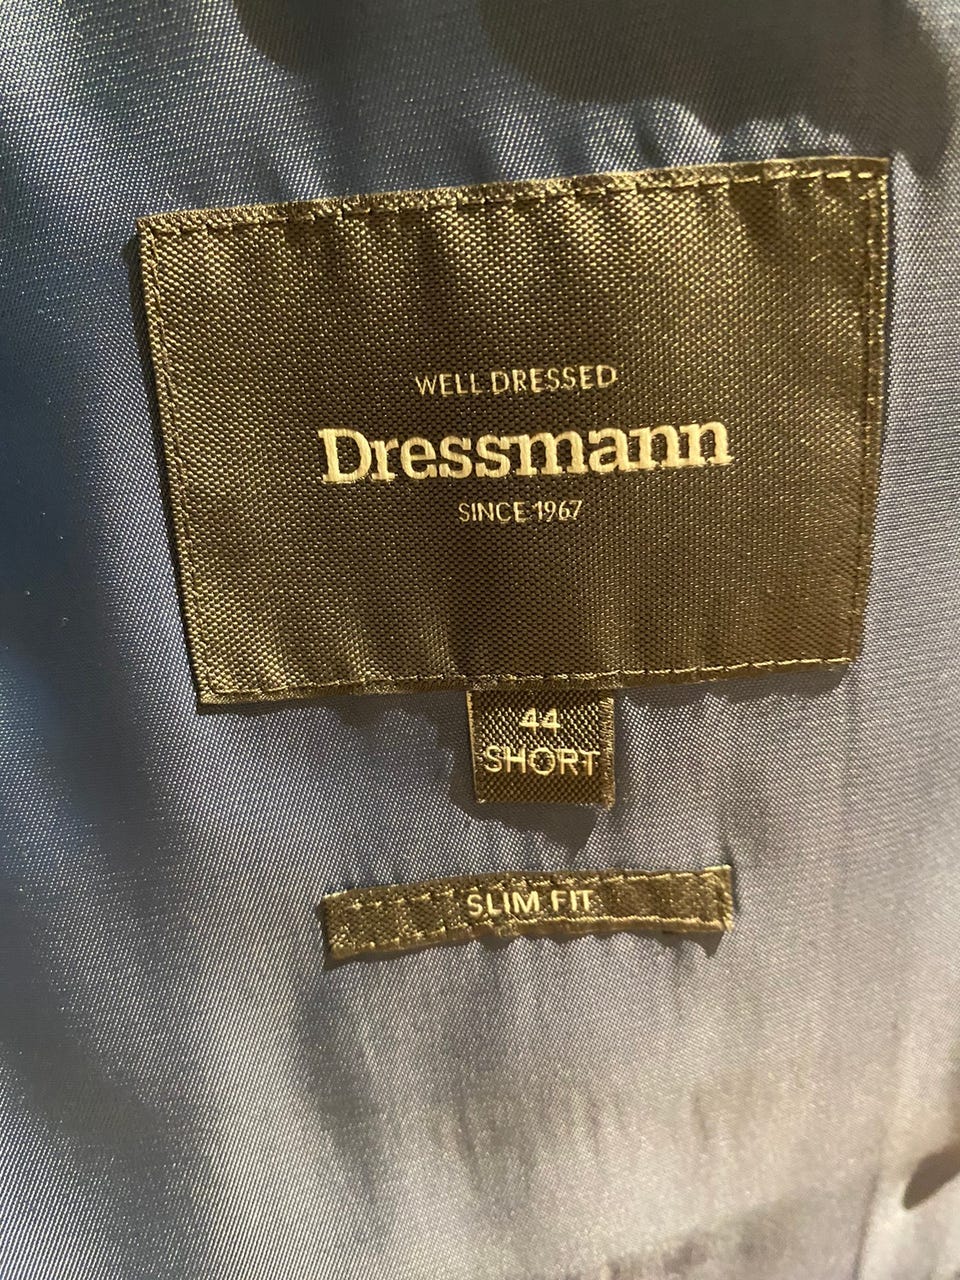 WELL DRESSED
Dressmann
SINCE 1967
44
SHORT
SLIM FIT